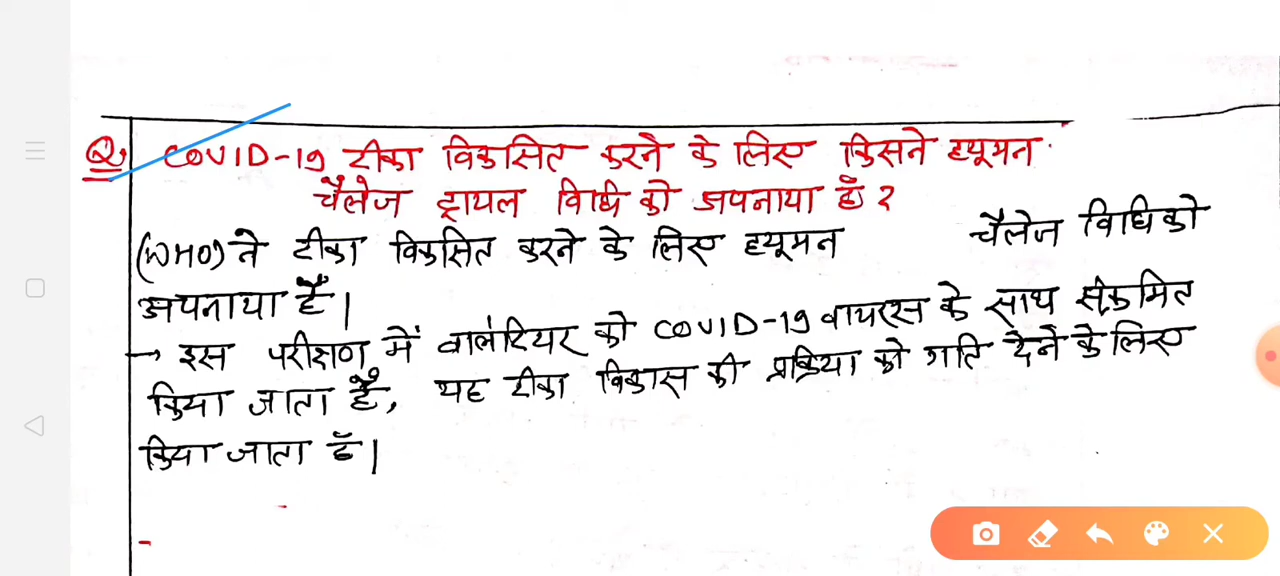 Q. COVID-19 टीका विकसित करने के लिए किसने ह्यूमन
चैलेज ट्रायल विधि को अपनाया हैं ?
(WHO) ने टीका विकसित करने के लिए ह्यूमन चैलेज विधि को
अपनाया हैं।
→ इस परीक्षण में वालंटियर को COVID-19 वायरस के साथ संक्रमित
किया जाता हैं, यह टीका विकास की प्रक्रिया को गति देने के लिए
किया जाता हैं।